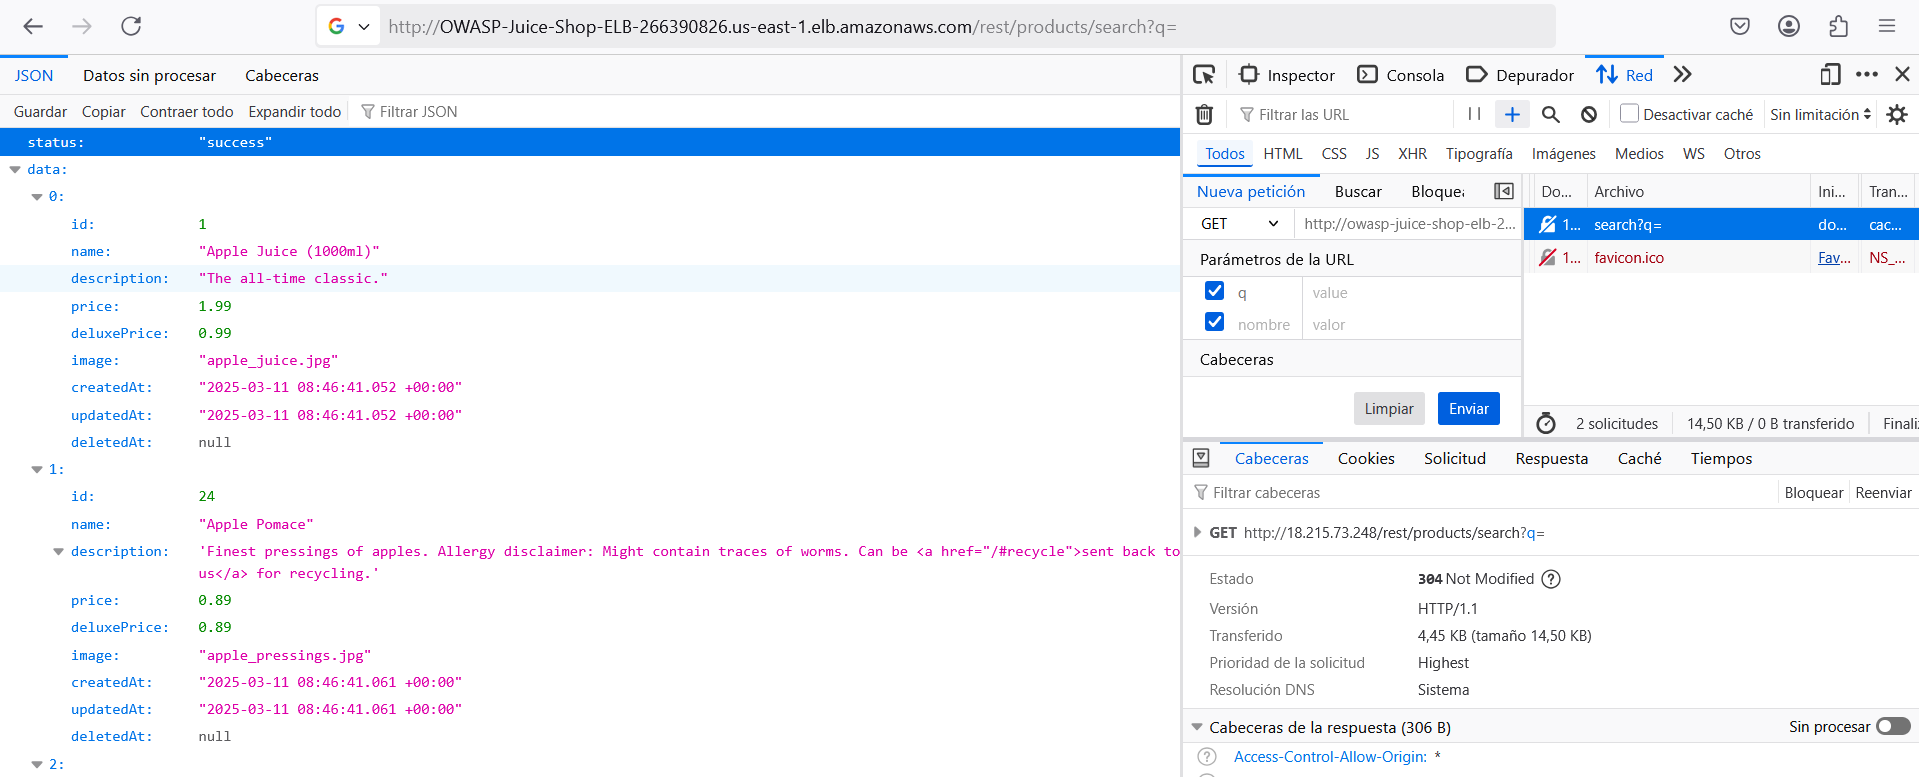 http://OWASP-Juice-Shop-ELB-266390826.us-east-1.elb.amazonaws.com/rest/products/search?q=
JSON Datos sin procesar Cabeceras
Guardar Copiar Contraer todo Expandir todo Filtrar JSON
status: "success"
data:
0:
id: 1
name: "Apple Juice (1000ml)"
description: "The all-time classic."
price: 1.99
deluxePrice: 0.99
image: "apple_juice.jpg"
createdAt: "2025-03-11 08:46:41.052 +00:00"
updatedAt: "2025-03-11 08:46:41.052 +00:00"
deletedAt: null
1:
id: 24
name: "Apple Pomace"
description: 'Finest pressings of apples. Allergy disclaimer: Might contain traces of worms. Can be <a href="/#recycle">sent back to
us</a> for recycling.'
price: 0.89
deluxePrice: 0.89
image: "apple_pressings.jpg"
createdAt: "2025-03-11 08:46:41.061 +00:00"
updatedAt: "2025-03-11 08:46:41.061 +00:00"
deletedAt: null
2:
Inspector Consola Depurador Red
Filtrar las URL Desactivar caché Sin limitación
Todos HTML CSS JS XHR Tipografía Imágenes Medios WS Otros
Nueva petición Buscar Bloquea
GET http://owasp-juice-shop-elb-2...
Parámetros de la URL
q value
nombre valor
Cabeceras
Limpiar Enviar
Do... Archivo Ini... Tran...
1... search?q= do... cac...
1... favicon.ico Fav... NS_...
2 solicitudes 14,50 KB / 0 B transferido Finali
Cabeceras Cookies Solicitud Respuesta Caché Tiempos
Filtrar cabeceras Bloquear Reenviar
GET http://18.215.73.248/rest/products/search?q=
Estado 304 Not Modified ?
Versión HTTP/1.1
Transferido 4,45 KB (tamaño 14,50 KB)
Prioridad de la solicitud Highest
Resolución DNS Sistema
Cabeceras de la respuesta (306 B) Sin procesar
? Access-Control-Allow-Origin: *